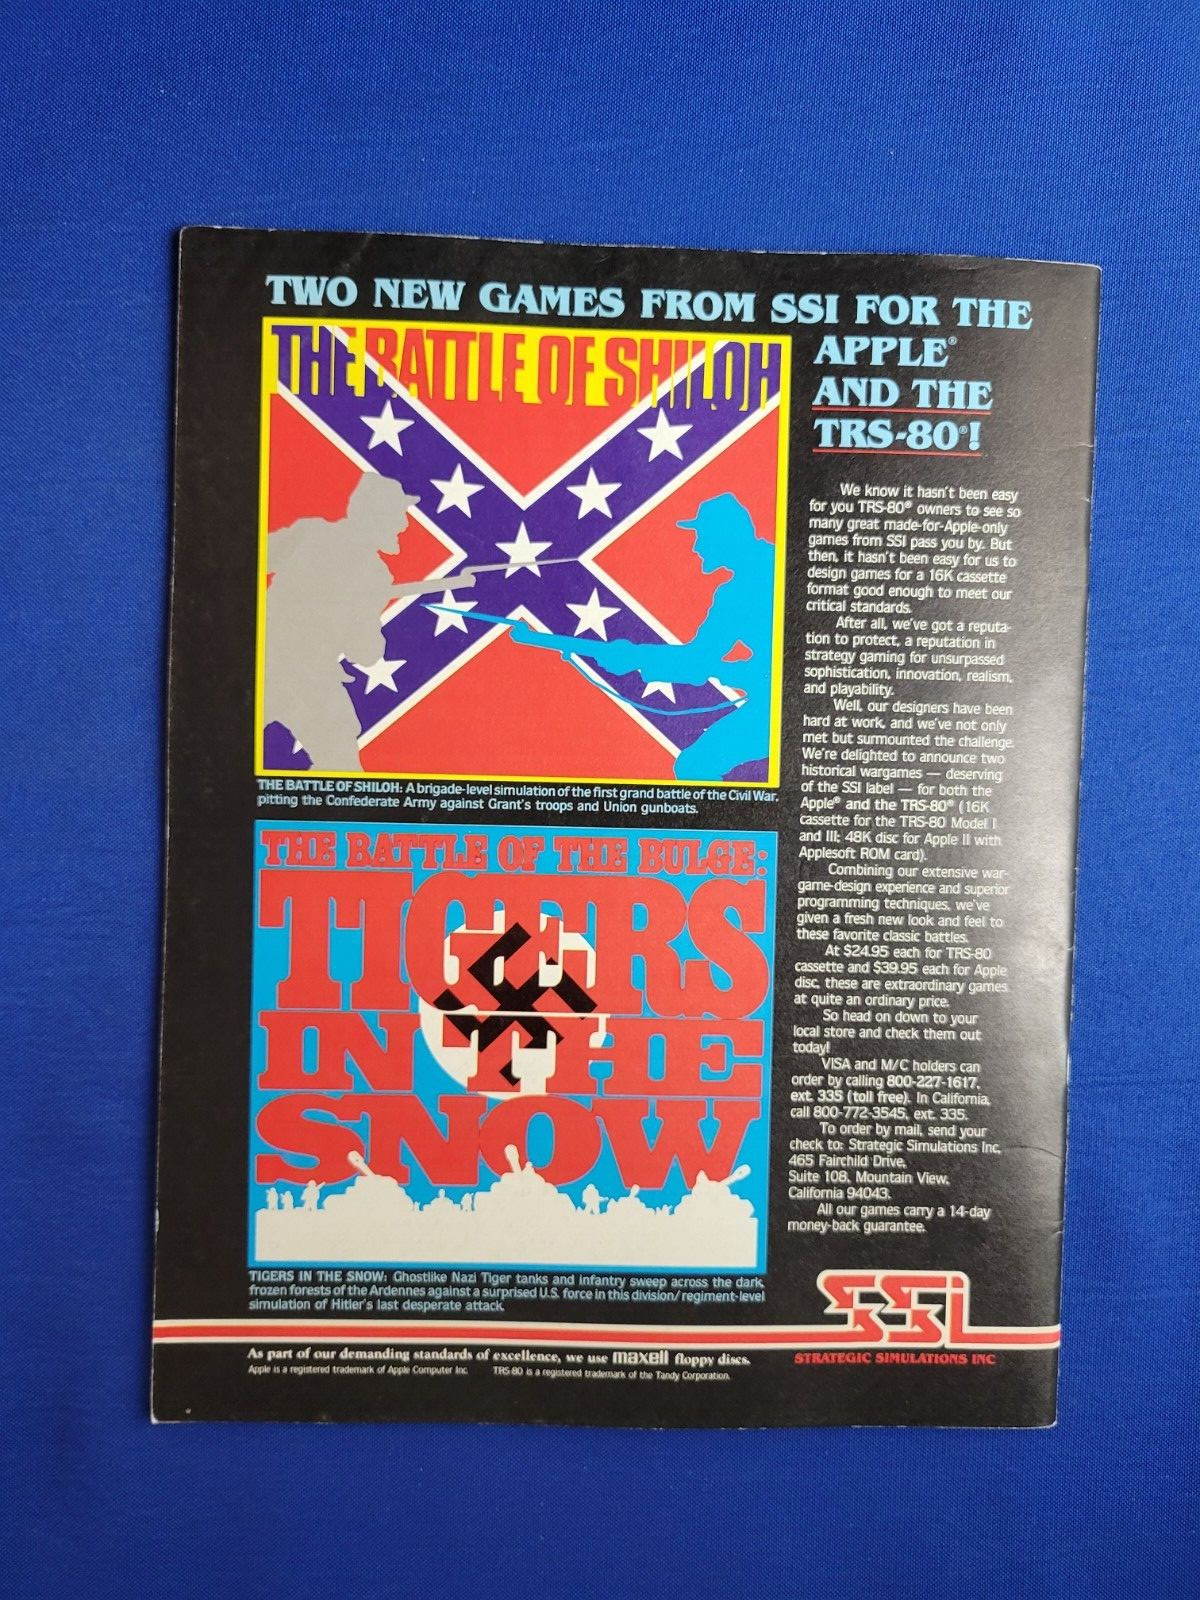 TWO NEW GAMES FROM SSI FOR THE
APPLE®
AND THE
TRS-80®!
THE BATTLE OF SHILOH
THE BATTLE OF SHILOH: A brigade-level simulation of the first grand battle of the Civil War,
pitting the Confederate Army against Grant's troops and Union gunboats.
THE BATTLE OF THE BULGE:
TIGERS
IN THE
SNOW
TIGERS IN THE SNOW: Ghostlike Nazi Tiger tanks and infantry sweep across the dark,
frozen forests of the Ardennes against a surprised U.S. force in this division/regiment-level
simulation of Hitler's last desperate attack.
We know it hasn't been easy
for you TRS-80® owners to see so
many great made-for-Apple-only
games from SSI pass you by. But
then, it hasn't been easy for us to
design games for a 16K cassette
format good enough to meet our
critical standards.
After all, we've got a reputa-
tion to protect, a reputation in
strategy gaming for unsurpassed
sophistication, innovation, realism,
and playability.
Well, our designers have been
hard at work, and we've not only
met but surmounted the challenge.
We're delighted to announce two
historical wargames — deserving
of the SSI label — for both the
Apple® and the TRS-80® (16K
cassette for the TRS-80 Model I
and III; 48K disc for Apple II with
Applesoft ROM card).
Combining our extensive war-
game-design experience and superior
programming techniques, we've
given a fresh new look and feel to
these favorite classic battles.
At $24.95 each for TRS-80
cassette and $39.95 each for Apple
disc, these are extraordinary games
at quite an ordinary price.
So head on down to your
local store and check them out
today!
VISA and M/C holders can
order by calling 800-227-1617,
ext. 335 (toll free). In California,
call 800-772-3545, ext. 335.
To order by mail, send your
check to: Strategic Simulations Inc,
465 Fairchild Drive,
Suite 108, Mountain View,
California 94043.
All our games carry a 14-day
money-back guarantee.
SSI
STRATEGIC SIMULATIONS INC
As part of our demanding standards of excellence, we use maxell floppy discs.
Apple is a registered trademark of Apple Computer Inc. TRS-80 is a registered trademark of the Tandy Corporation.